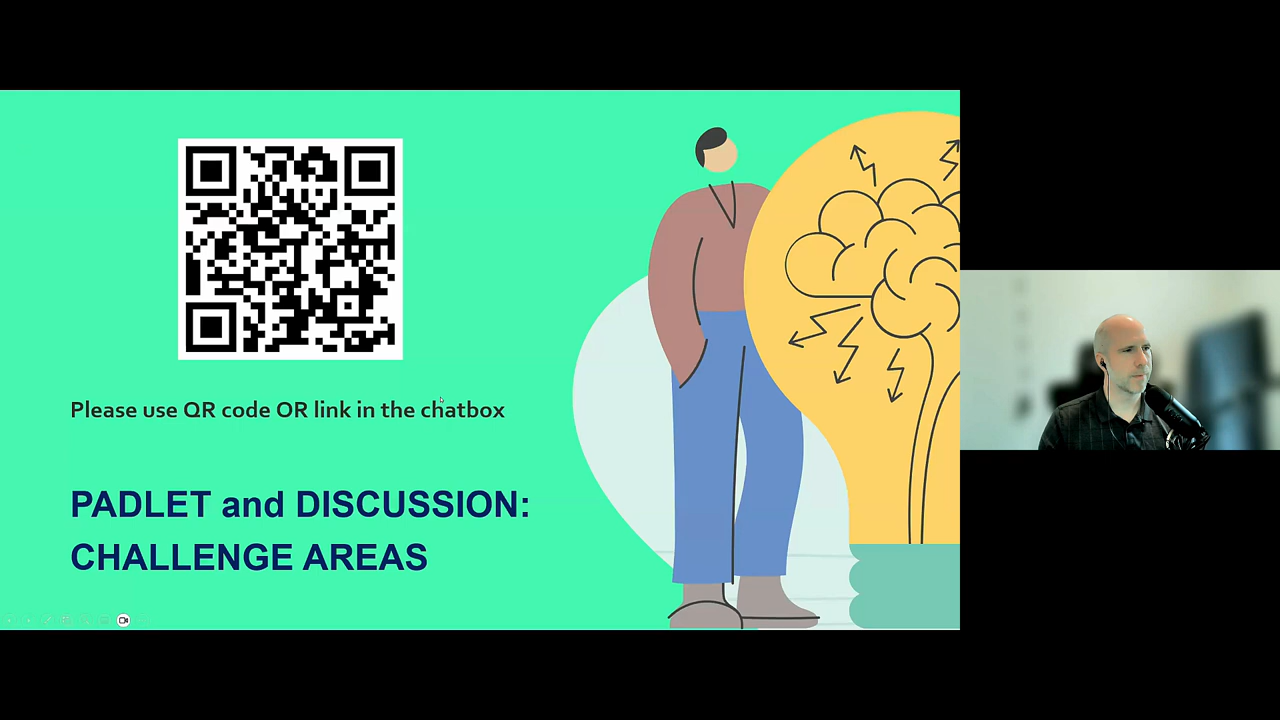 Please use QR code OR link in the chatbox
PADLET and DISCUSSION:
CHALLENGE AREAS